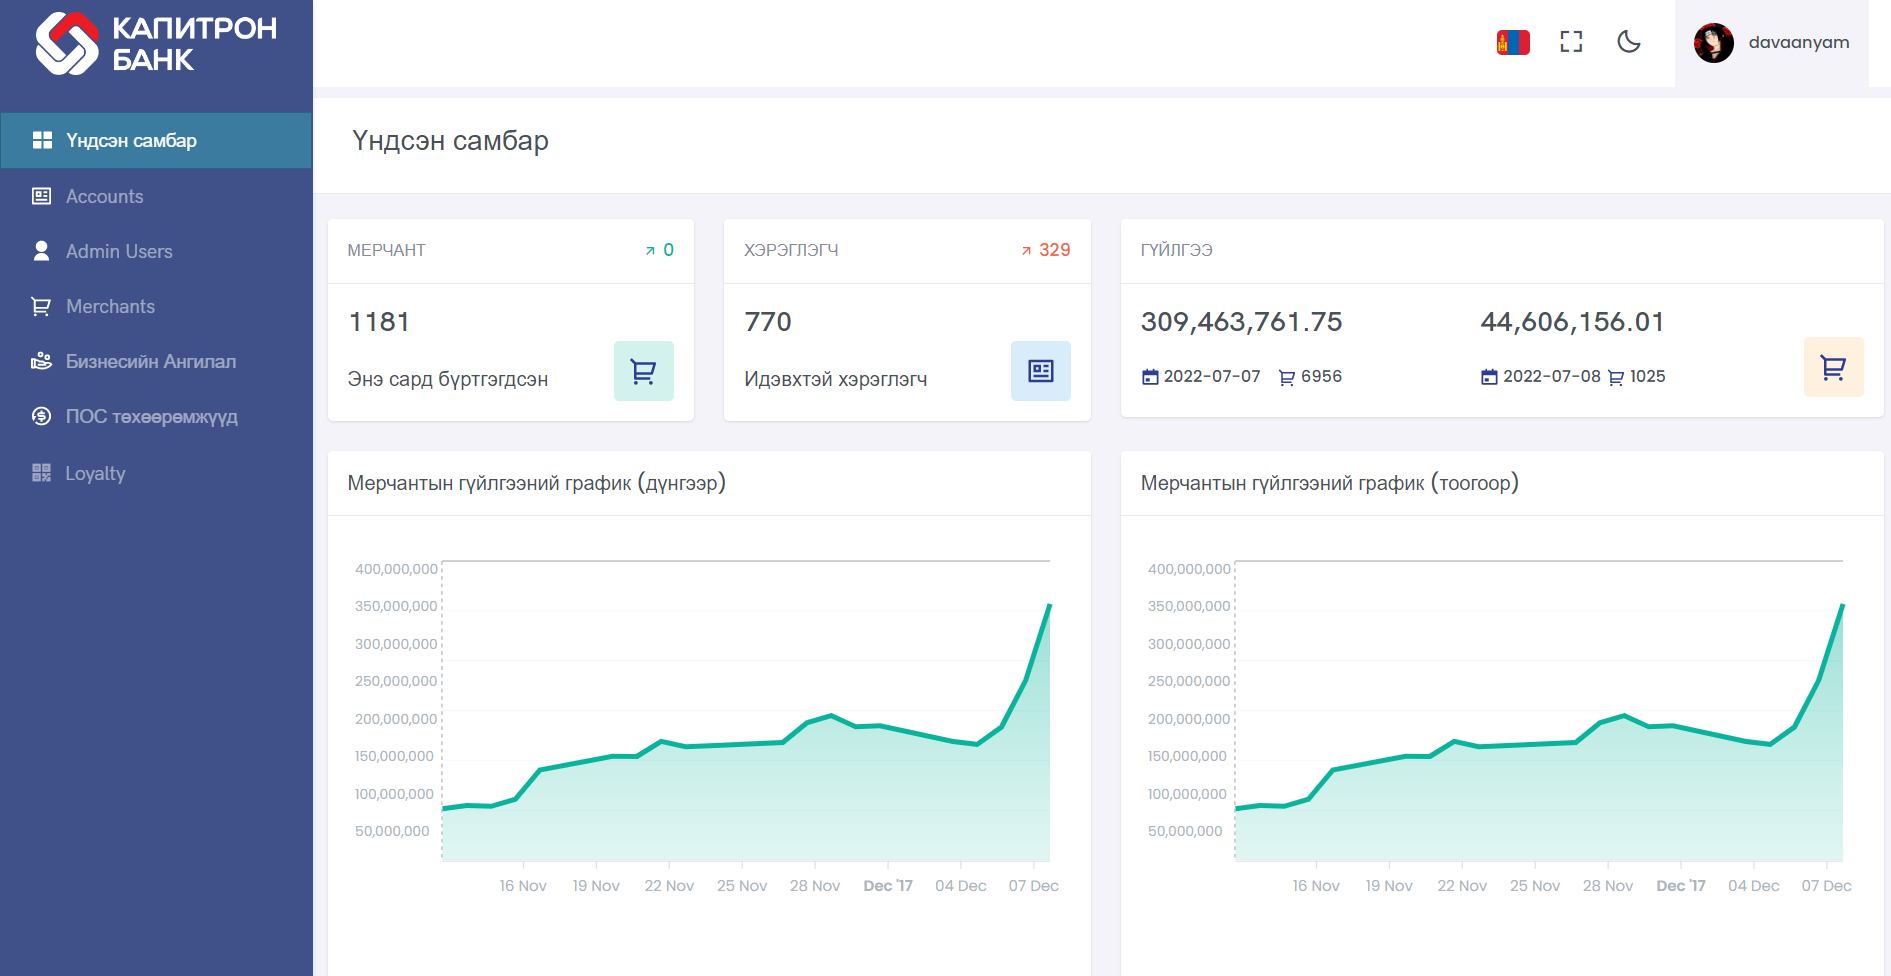 КАПИТРОН
БАНК
davaanyam
Үндсэн самбар
Accounts
Admin Users
Merchants
Бизнесийн Ангилал
ПОС төхөөрөмжүүд
Loyalty
Үндсэн самбар
МЕРЧАНТ 0
1181
Энэ сард бүртгэгдсэн
ХЭРЭГЛЭГЧ 329
770
Идэвхтэй хэрэглэгч
ГҮЙЛГЭЭ
309,463,761.75 44,606,156.01
2022-07-07 6956 2022-07-08 1025
Мерчантын гүйлгээний график (дүнгээр)
400,000,000
350,000,000
300,000,000
250,000,000
200,000,000
150,000,000
100,000,000
50,000,000
16 Nov 19 Nov 22 Nov 25 Nov 28 Nov Dec '17 04 Dec 07 Dec
Мерчантын гүйлгээний график (тоогоор)
400,000,000
350,000,000
300,000,000
250,000,000
200,000,000
150,000,000
100,000,000
50,000,000
16 Nov 19 Nov 22 Nov 25 Nov 28 Nov Dec '17 04 Dec 07 Dec